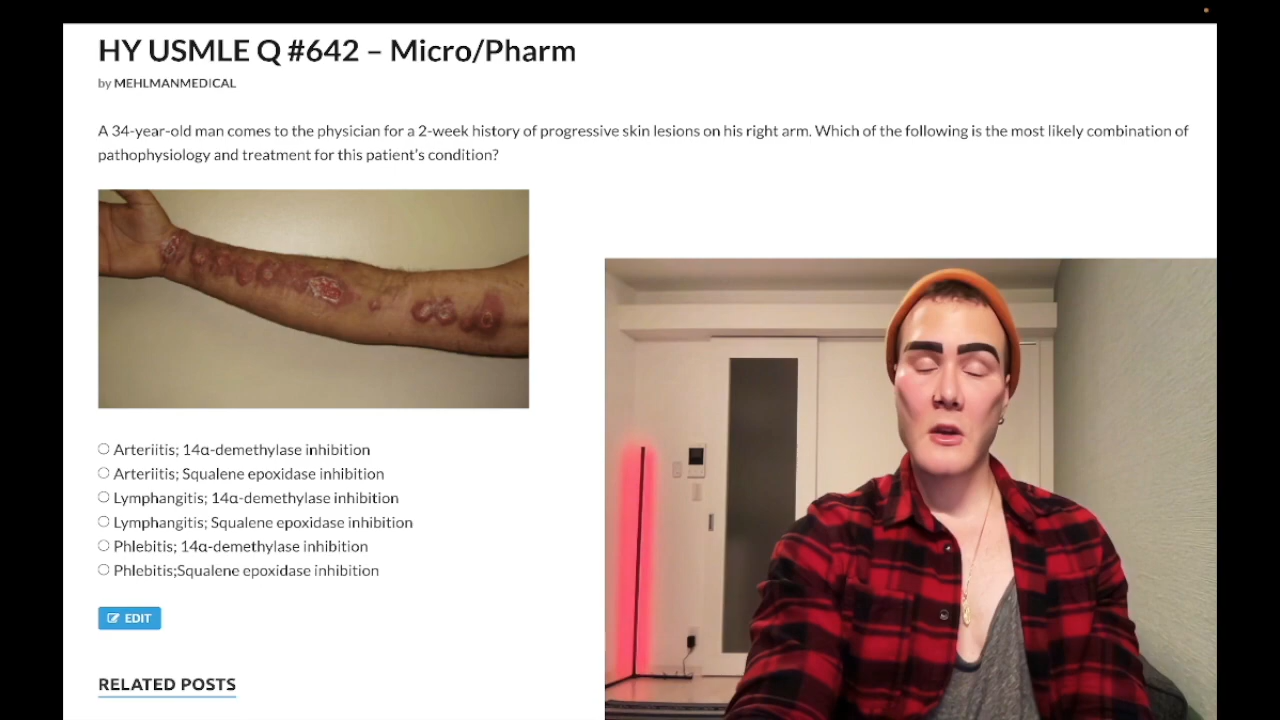 HY USMLE Q #642 – Micro/Pharm
by MEHLMANMEDICAL
A 34-year-old man comes to the physician for a 2-week history of progressive skin lesions on his right arm. Which of the following is the most likely combination of
pathophysiology and treatment for this patient's condition?
Arteriitis; 14α-demethylase inhibition
Arteriitis; Squalene epoxidase inhibition
Lymphangitis; 14α-demethylase inhibition
Lymphangitis; Squalene epoxidase inhibition
Phlebitis; 14α-demethylase inhibition
Phlebitis;Squalene epoxidase inhibition
EDIT
RELATED POSTS